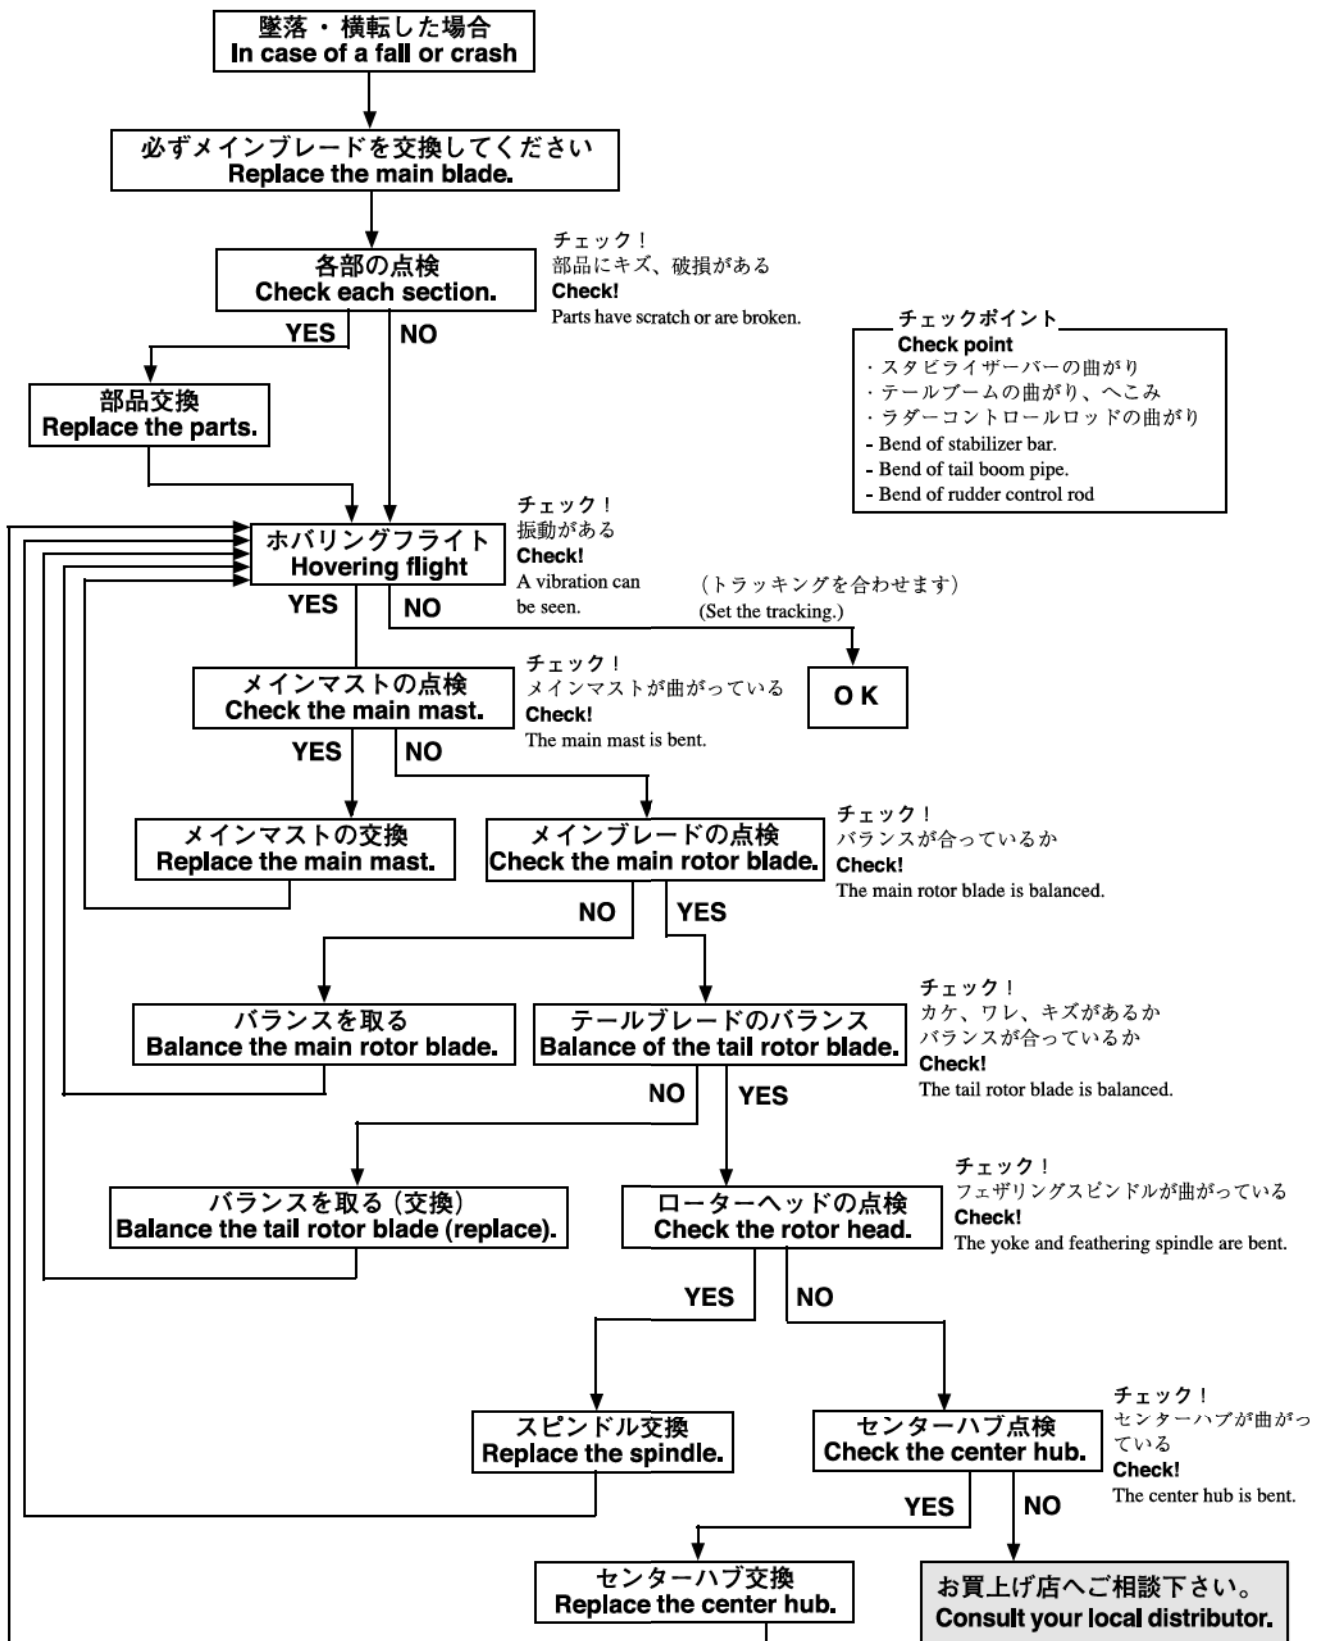 墜落・横転した場合
In case of a fall or crash
必ずメインブレードを交換してください
Replace the main blade.
各部の点検
Check each section.
チェック！
部品にキズ、破損がある
Check!
Parts have scratch or are broken.
YES
NO
チェックポイント
Check point
・スタビライザーバーの曲がり
・テールブームの曲がり、へこみ
・ラダーコントロールロッドの曲がり
- Bend of stabilizer bar.
- Bend of tail boom pipe.
- Bend of rudder control rod
部品交換
Replace the parts.
ホバリングフライト
Hovering flight
チェック！
振動がある
Check!
A vibration can
be seen.
YES
NO
（トラッキングを合わせます）
(Set the tracking.)
O K
メインマストの点検
Check the main mast.
チェック！
メインマストが曲がっている
Check!
The main mast is bent.
YES
NO
メインマストの交換
Replace the main mast.
メインブレードの点検
Check the main rotor blade.
チェック！
バランスが合っているか
Check!
The main rotor blade is balanced.
NO
YES
バランスを取る
Balance the main rotor blade.
テールブレードのバランス
Balance of the tail rotor blade.
チェック！
カケ、ワレ、キズがあるか
バランスが合っているか
Check!
The tail rotor blade is balanced.
NO
YES
バランスを取る（交換）
Balance the tail rotor blade (replace).
ローターヘッドの点検
Check the rotor head.
チェック！
フェザリングスピンドルが曲がっている
Check!
The yoke and feathering spindle are bent.
YES
NO
スピンドル交換
Replace the spindle.
センターハブ点検
Check the center hub.
チェック！
センターハブが曲がっ
ている
Check!
The center hub is bent.
YES
NO
センターハブ交換
Replace the center hub.
お買上げ店へご相談下さい。
Consult your local distributor.